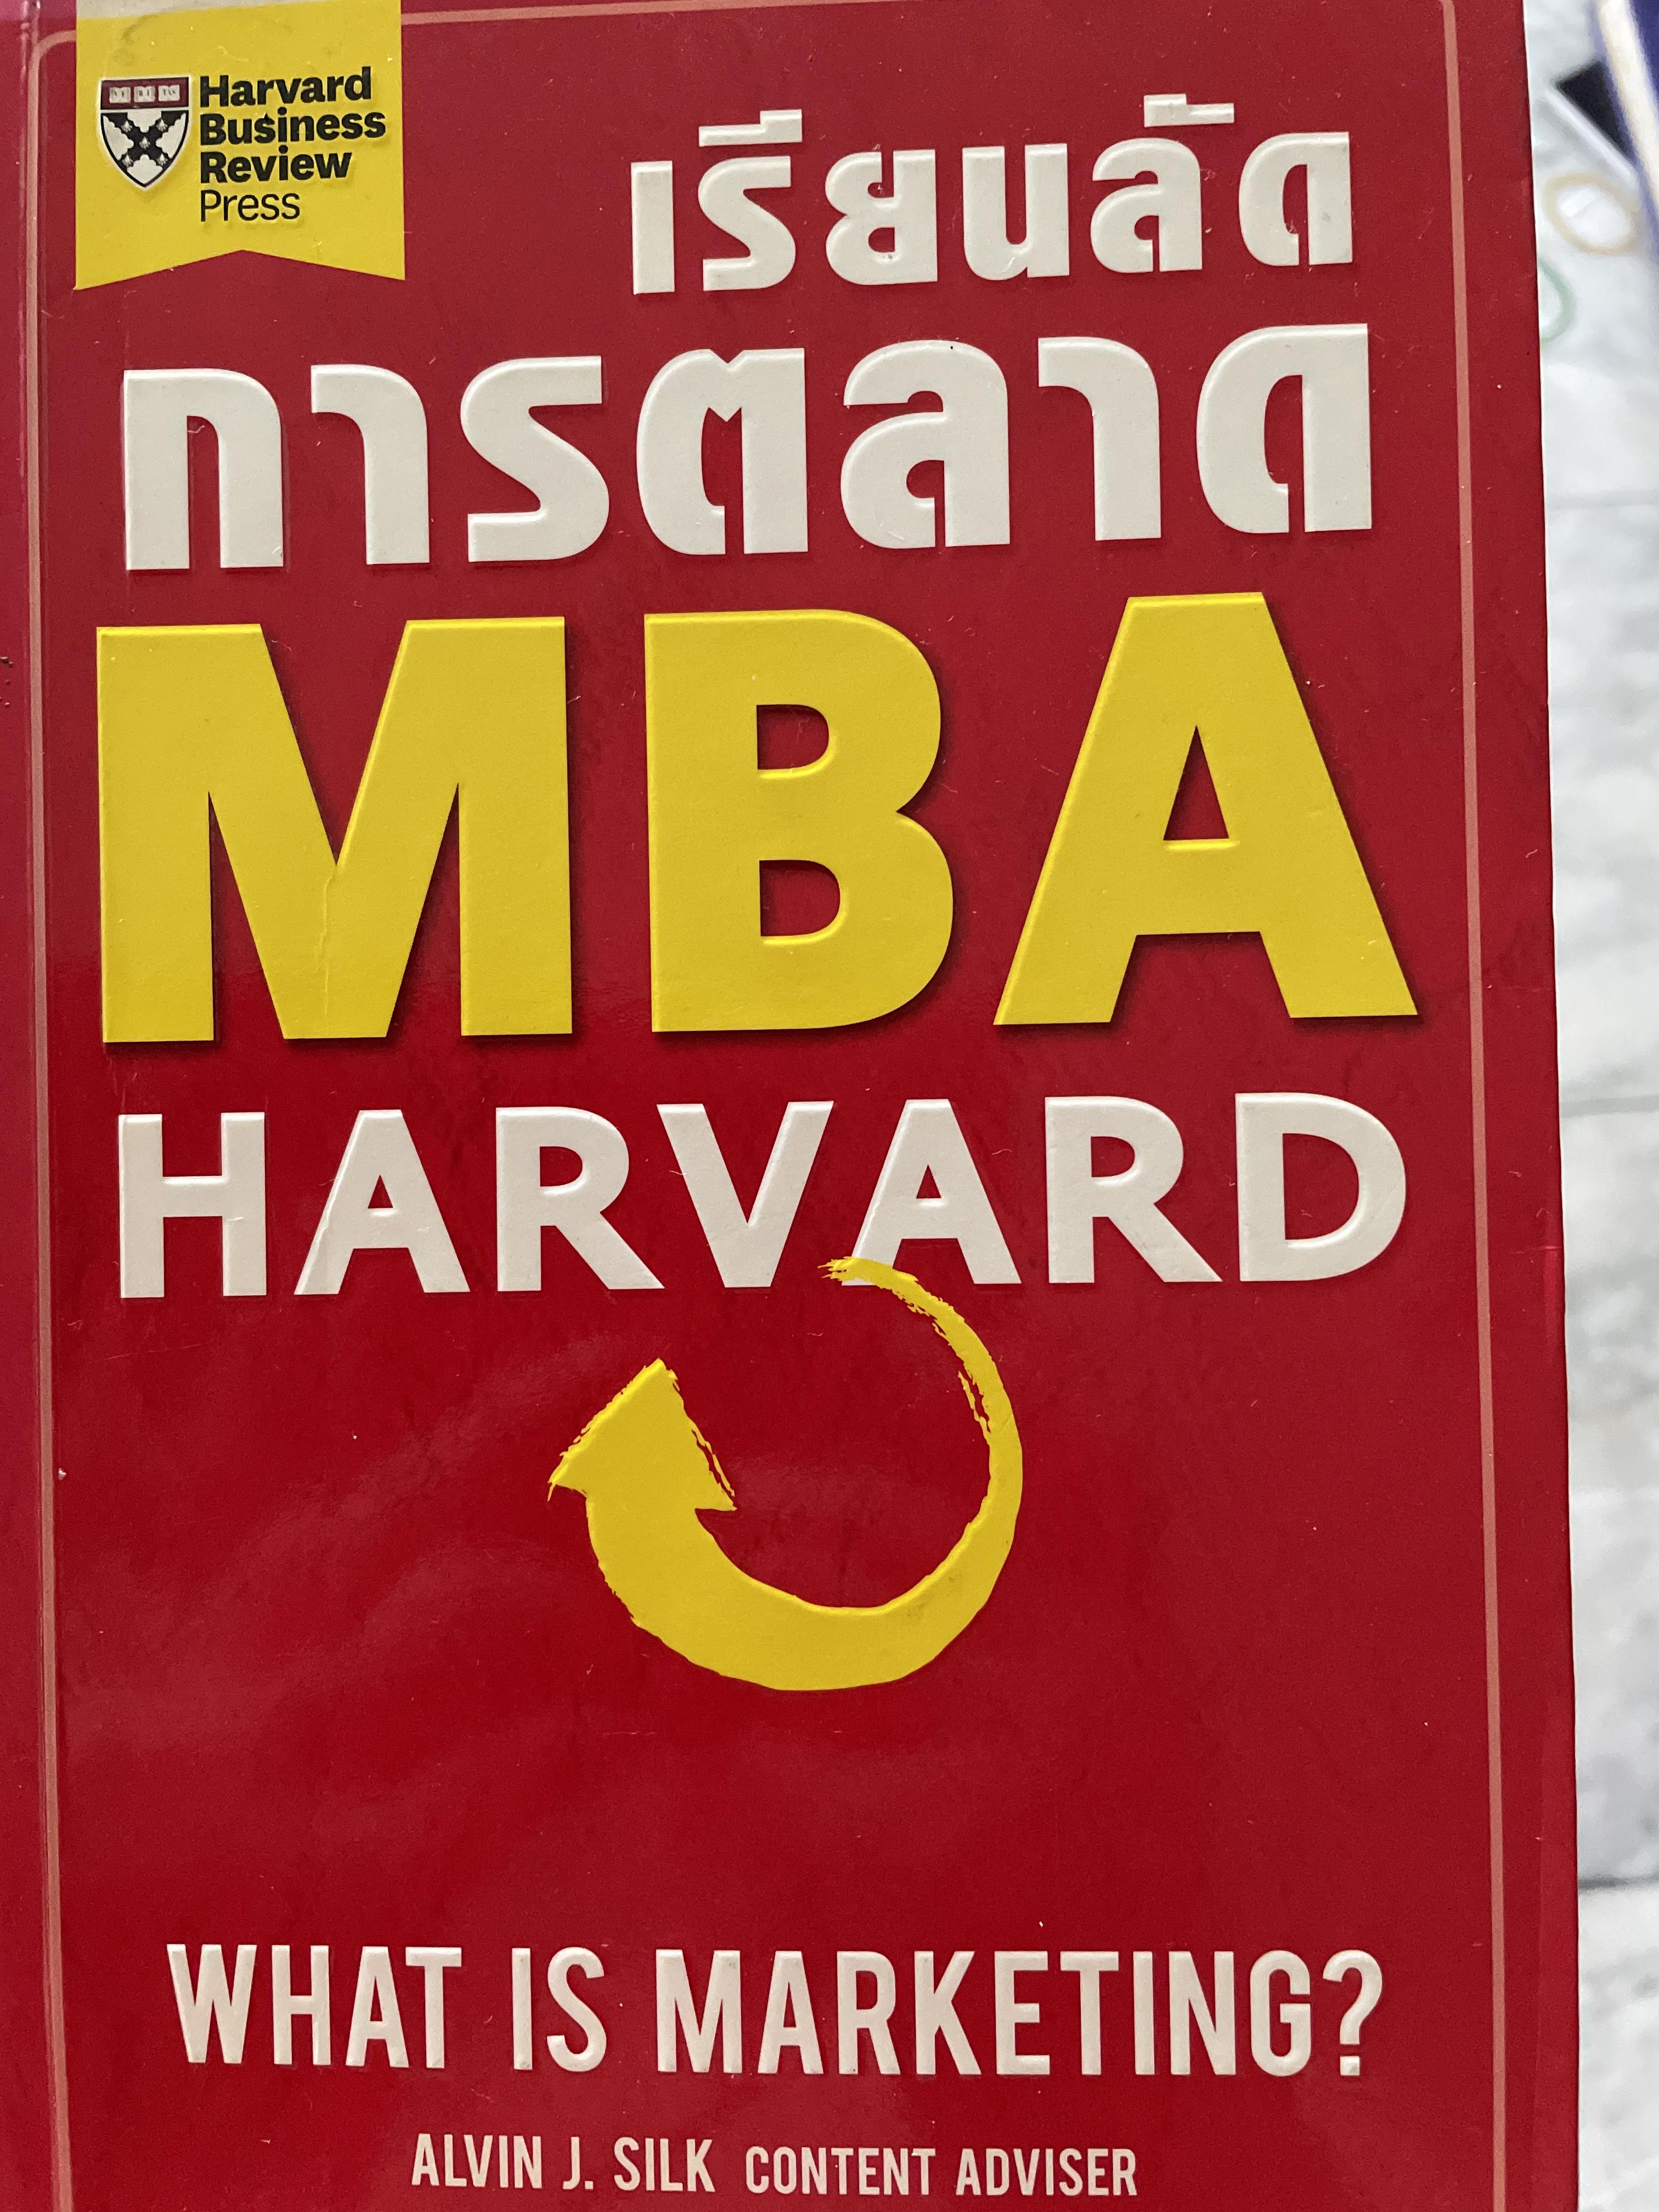 Harvard
Business
Review
Press
เรียนลัด
การตลาด
MBA
HARVARD
WHAT IS MARKETING?
ALVIN J. SILK CONTENT ADVISER